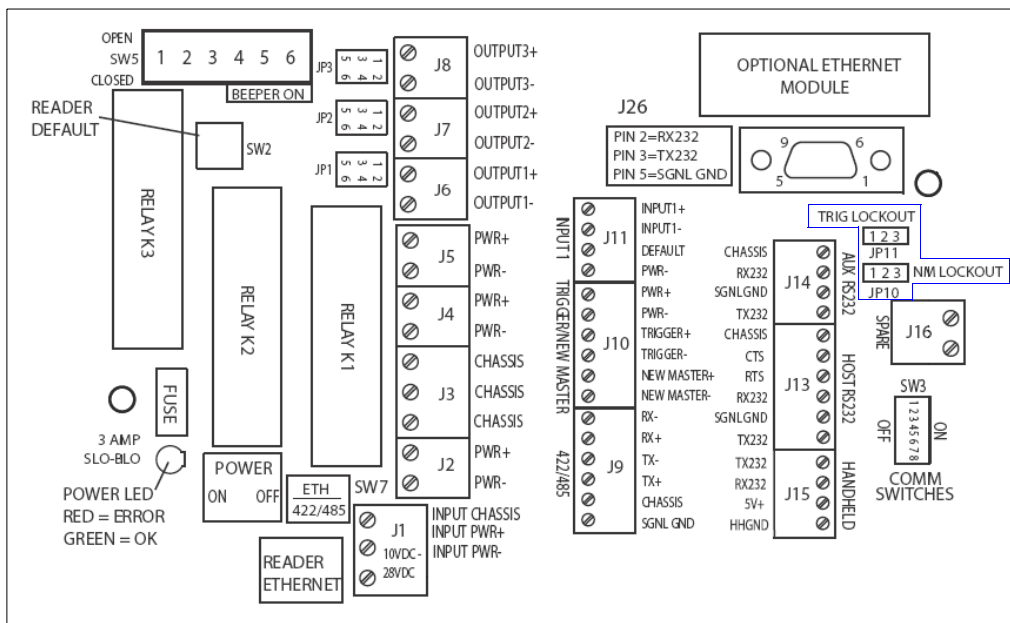 OPEN
SW5
CLOSED
1 2 3 4 5 6
BEEPER ON
READER
DEFAULT
SW2
RELAY K3
RELAY K2
RELAY K1
FUSE
3 AMP
SLO-BLO
POWER LED
RED = ERROR
GREEN = OK
POWER
ON OFF
ETH
422/485
SW7
READER
ETHERNET
JP3
1 3 5
2 4 6
JP2
1 3 5
2 4 6
JP1
1 3 5
2 4 6
J8
OUTPUT3+
OUTPUT3-
J7
OUTPUT2+
OUTPUT2-
J6
OUTPUT1+
OUTPUT1-
J5
PWR+
PWR-
J4
PWR+
PWR-
J3
CHASSIS
CHASSIS
CHASSIS
J2
PWR+
PWR-
J1
10VDC-
28VDC
INPUT CHASSIS
INPUT PWR+
INPUT PWR-
OPTIONAL ETHERNET
MODULE
J26
PIN 2=RX232
PIN 3=TX232
PIN 5=SGNL GND
9 6
5 1
INPUT 1
J11
INPUT1+
INPUT1-
DEFAULT
PWR-
TRIGGER/NEW MASTER
J10
PWR+
PWR-
TRIGGER+
TRIGGER-
NEW MASTER+
NEW MASTER-
422/485
J9
RX-
RX+
TX-
TX+
CHASSIS
SGNL GND
CHASSIS
RX232
SGNLGND
TX232
J14
AUX RS232
CHASSIS
CTS
RTS
RX232
SGNLGND
TX232
J13
HOST RS232
TX232
RX232
5V+
HHGND
J15
HANDHELD
TRIG LOCKOUT
1 2 3
JP11
1 2 3 NM LOCKOUT
JP10
SPARE
J16
SW3
1 2 3 4 5 6 7 8
OFF
ON
COMM
SWITCHES